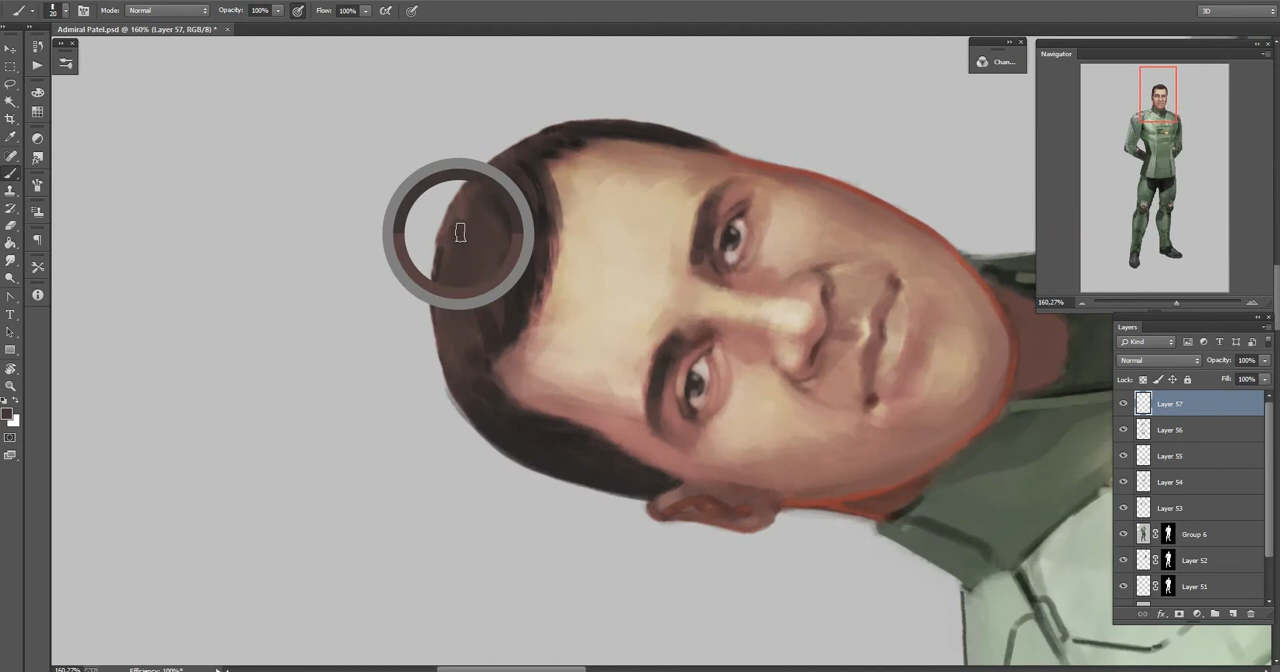 20 Mode: Normal Opacity: 100% Flow: 100% 3D
Admiral Patel.psd @ 160% (Layer 57, RGB/8) * ×
Chan...
Navigator
160.27%
Layers
Kind
Normal Opacity: 100%
Lock: Fill: 100%
Layer 57
Layer 56
Layer 55
Layer 54
Layer 53
Group 6
Layer 52
Layer 51
fx
160.27% Efficiency: 100%*